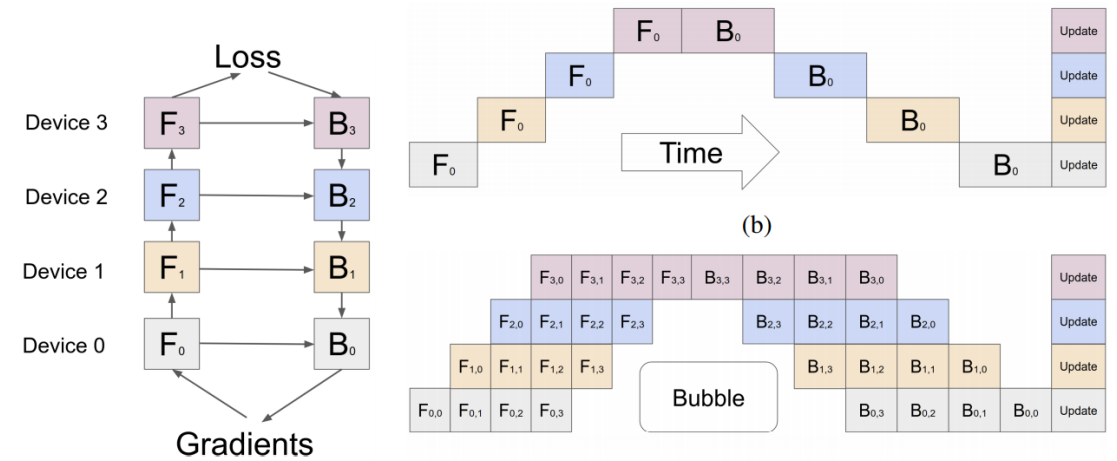 Loss
Device 3 F3 B3
Device 2 F2 B2
Device 1 F1 B1
Device 0 F0 B0
Gradients
F0 B0 Update
F0 B0 Update
F0 B0 Update
F0 Time B0 Update
(b)
F3,0 F3,1 F3,2 F3,3 B3,3 B3,2 B3,1 B3,0 Update
F2,0 F2,1 F2,2 F2,3 B2,3 B2,2 B2,1 B2,0 Update
F1,0 F1,1 F1,2 F1,3 B1,3 B1,2 B1,1 B1,0 Update
F0,0 F0,1 F0,2 F0,3 Bubble B0,3 B0,2 B0,1 B0,0 Update